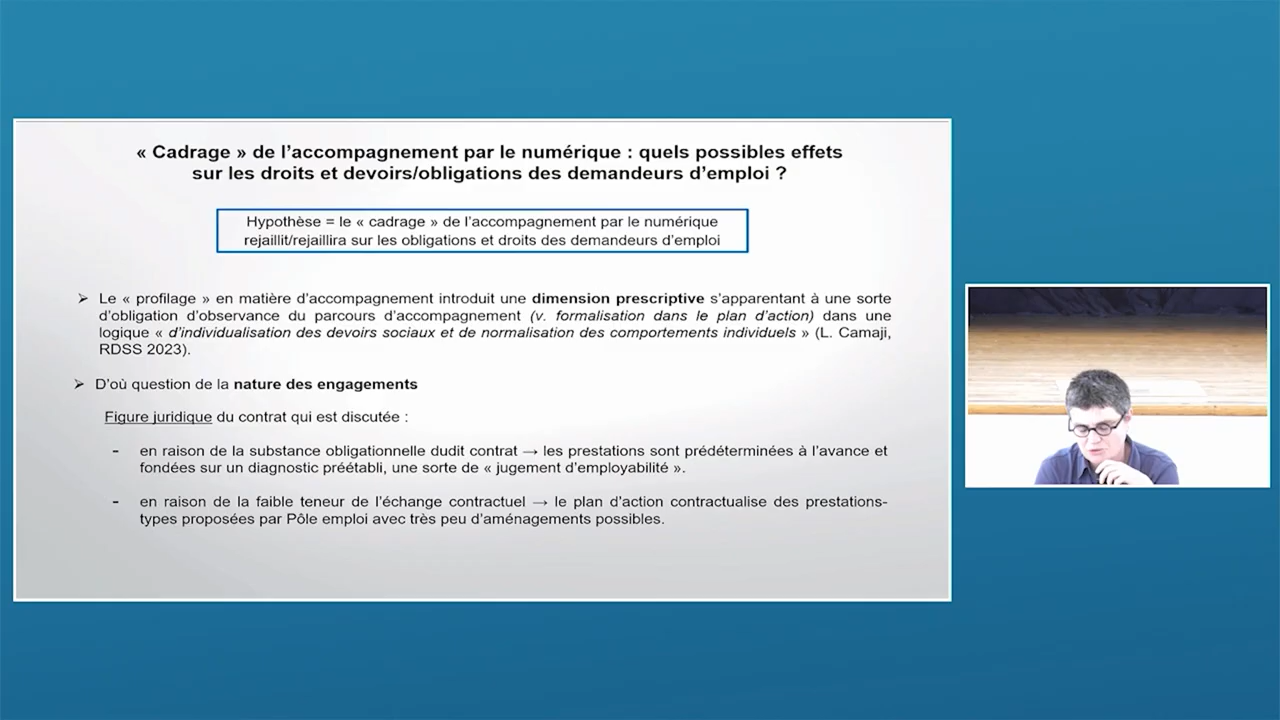 « Cadrage » de l'accompagnement par le numérique : quels possibles effets
sur les droits et devoirs/obligations des demandeurs d'emploi ?
Hypothèse = le « cadrage » de l'accompagnement par le numérique
rejaillit/rejaillira sur les obligations et droits des demandeurs d'emploi
➢ Le « profilage » en matière d'accompagnement introduit une dimension prescriptive s'apparentant à une sorte
d'obligation d'observance du parcours d'accompagnement (v. formalisation dans le plan d'action) dans une
logique « d'individualisation des devoirs sociaux et de normalisation des comportements individuels » (L. Camaji,
RDSS 2023).
➢ D'où question de la nature des engagements
Figure juridique du contrat qui est discutée :
- en raison de la substance obligationnelle dudit contrat → les prestations sont prédéterminées à l'avance et
fondées sur un diagnostic préétabli, une sorte de « jugement d'employabilité ».
- en raison de la faible teneur de l'échange contractuel → le plan d'action contractualise des prestations-
types proposées par Pôle emploi avec très peu d'aménagements possibles.